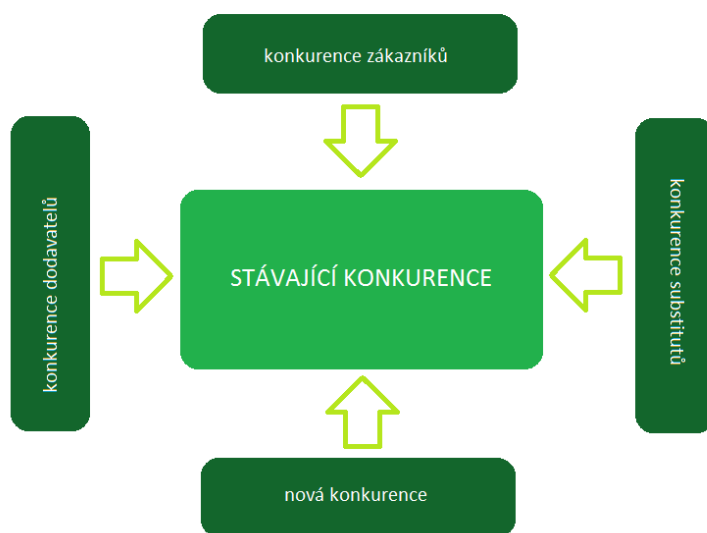 konkurence zákazníků
konkurence dodavatelů
STÁVAJÍCÍ KONKURENCE
konkurence substitutů
nová konkurence